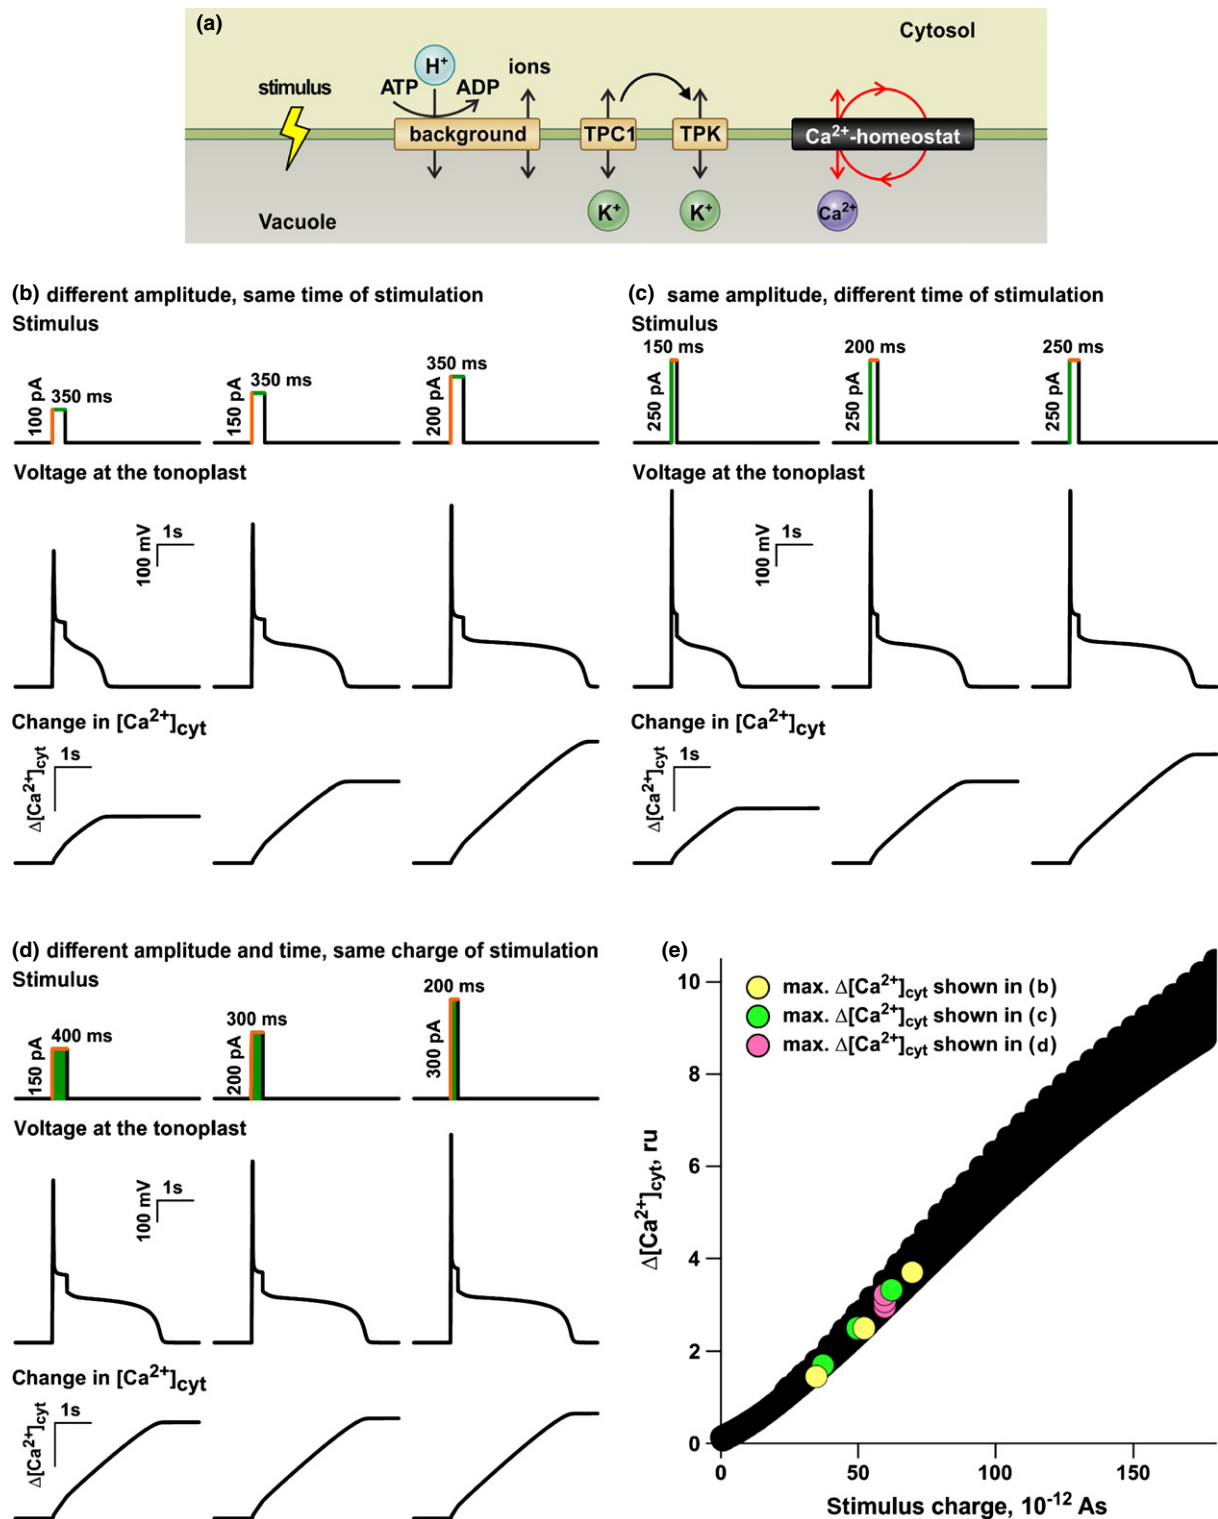 (a)
Cytosol
stimulus
ATP
H+
ADP
ions
background
TPC1
TPK
Ca2+-homeostat
Vacuole
K+
K+
Ca2+
(b) different amplitude, same time of stimulation
Stimulus
100 pA
350 ms
150 pA
350 ms
200 pA
350 ms
Voltage at the tonoplast
100 mV
1s
Change in [Ca2+]cyt
Δ[Ca2+]cyt
1s
(c) same amplitude, different time of stimulation
Stimulus
250 pA
150 ms
250 pA
200 ms
250 pA
250 ms
Voltage at the tonoplast
100 mV
1s
Change in [Ca2+]cyt
Δ[Ca2+]cyt
1s
(d) different amplitude and time, same charge of stimulation
Stimulus
150 pA
400 ms
200 pA
300 ms
300 pA
200 ms
Voltage at the tonoplast
100 mV
1s
Change in [Ca2+]cyt
Δ[Ca2+]cyt
1s
(e)
max. Δ[Ca2+]cyt shown in (b)
max. Δ[Ca2+]cyt shown in (c)
max. Δ[Ca2+]cyt shown in (d)
Δ[Ca2+]cyt, ru
10
8
6
4
2
0
0
50
100
150
Stimulus charge, 10-12 As